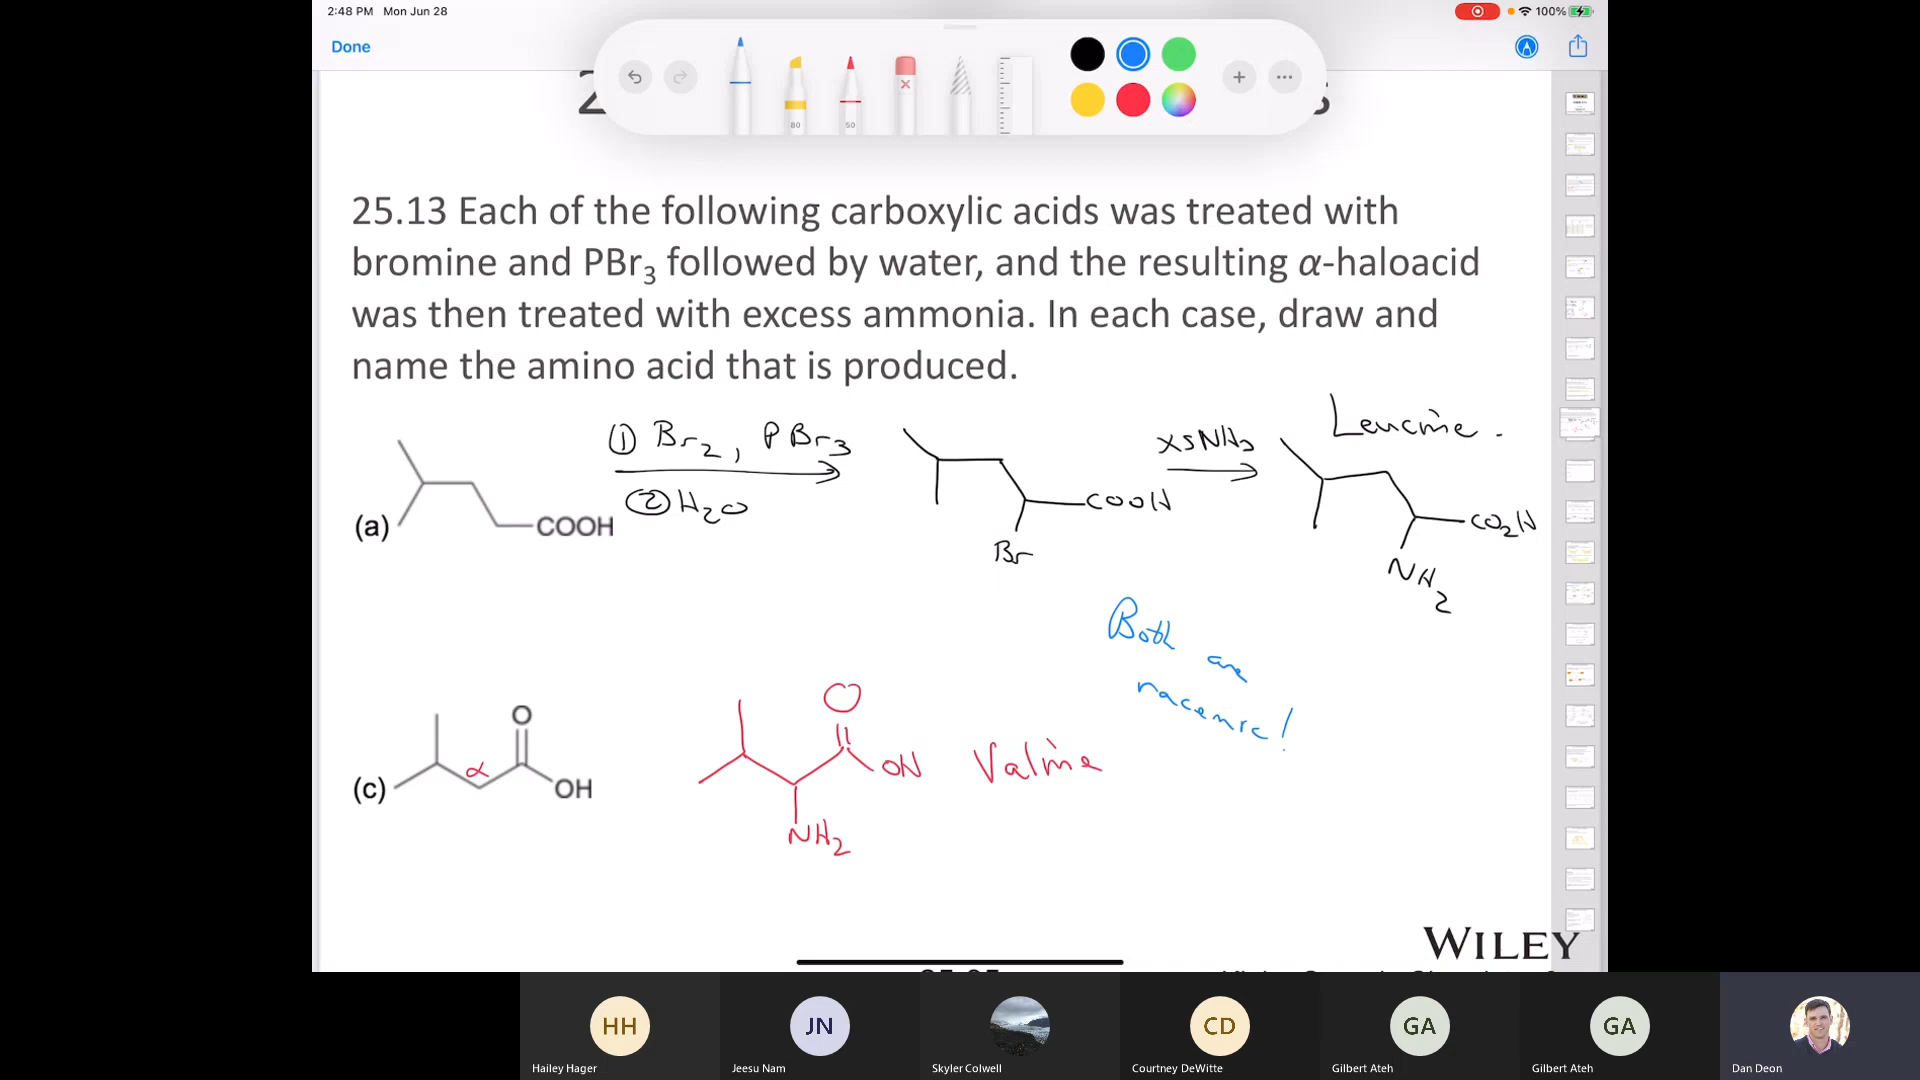 2:48 PM Mon Jun 28
100%
Done
80
50
25.13 Each of the following carboxylic acids was treated with
bromine and PBr₃ followed by water, and the resulting α-haloacid
was then treated with excess ammonia. In each case, draw and
name the amino acid that is produced.
① Br₂, PBr₃
② H₂O
(a)
COOH
COOH
Br
xsNH₃
Leucine.
CO₂H
NH₂
Both are
racemic!
(c)
O
α
OH
O
OH
NH₂
Valine
WILEY
HH
JN
CD
GA
GA
Hailey Hager
Jeesu Nam
Skyler Colwell
Courtney DeWitte
Gilbert Ateh
Gilbert Ateh
Dan Deon